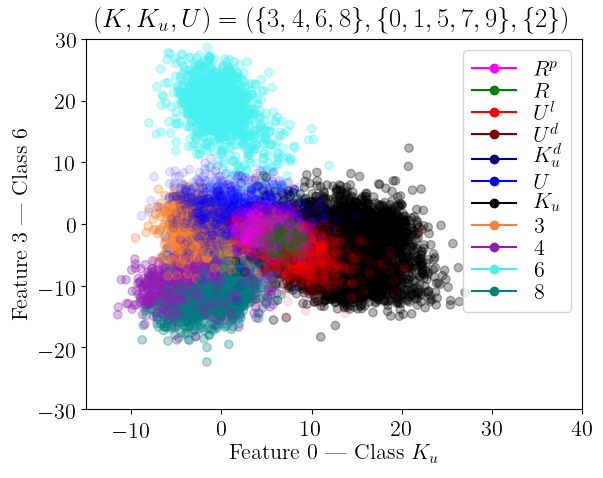 (K, K_u, U) = ({3, 4, 6, 8}, {0, 1, 5, 7, 9}, {2})
30
20
10
0
−10
−20
−30
Feature 3 — Class 6
R^p
R
U^l
U^d
K_u^d
U
K_u
3
4
6
8
−10
0
10
20
30
40
Feature 0 — Class K_u